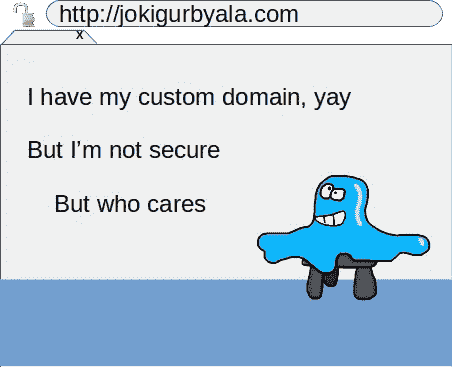 http://jokigurbyala.com
x
I have my custom domain, yay
But I’m not secure
But who cares